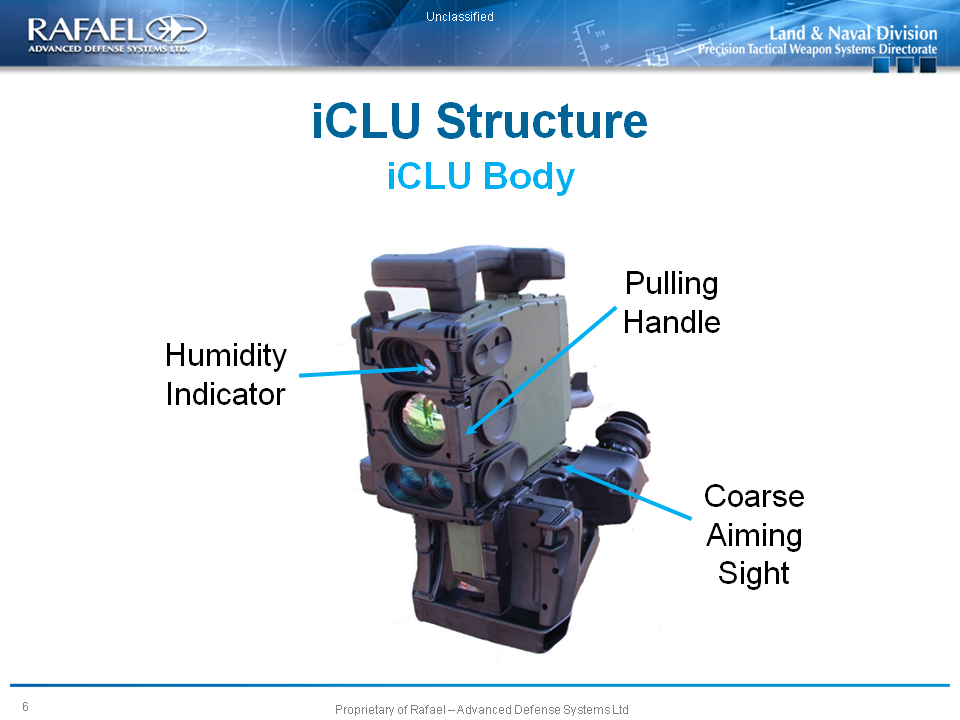 Unclassified
RAFAEL
ADVANCED DEFENSE SYSTEMS LTD.
Land & Naval Division
Precision Tactical Weapon Systems Directorate
iCLU Structure
iCLU Body
Pulling
Handle
Humidity
Indicator
Coarse
Aiming
Sight
6
Proprietary of Rafael – Advanced Defense Systems Ltd